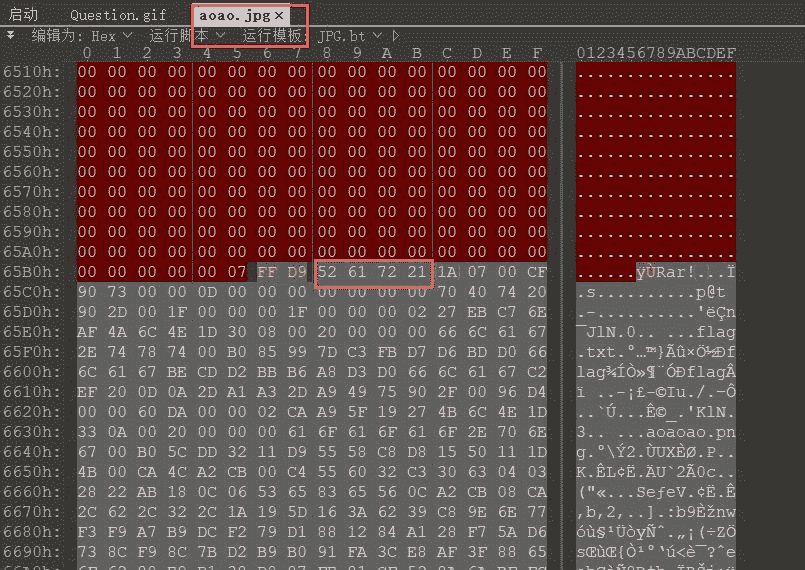 启动 Question.gif aoao.jpg ×
编辑为: Hex 运行脚本 运行模板: JPG.bt
0 1 2 3 4 5 6 7 8 9 A B C D E F 0123456789ABCDEF
6510h: 00 00 00 00 00 00 00 00 00 00 00 00 00 00 00 00 ................
6520h: 00 00 00 00 00 00 00 00 00 00 00 00 00 00 00 00 ................
6530h: 00 00 00 00 00 00 00 00 00 00 00 00 00 00 00 00 ................
6540h: 00 00 00 00 00 00 00 00 00 00 00 00 00 00 00 00 ................
6550h: 00 00 00 00 00 00 00 00 00 00 00 00 00 00 00 00 ................
6560h: 00 00 00 00 00 00 00 00 00 00 00 00 00 00 00 00 ................
6570h: 00 00 00 00 00 00 00 00 00 00 00 00 00 00 00 00 ................
6580h: 00 00 00 00 00 00 00 00 00 00 00 00 00 00 00 00 ................
6590h: 00 00 00 00 00 00 00 00 00 00 00 00 00 00 00 00 ................
65A0h: 00 00 00 00 00 00 00 00 00 00 00 00 00 00 00 00 ................
65B0h: 00 00 00 00 00 07 FF D9 52 61 72 21 1A 07 00 CF ......ÿÙRar!...Ï
65C0h: 90 73 00 00 0D 00 00 00 00 00 00 00 70 40 74 20 .s..........p@t
65D0h: 90 2D 00 1F 00 00 00 1F 00 00 00 02 27 EB C7 6E .-..........'ëÇn
65E0h: AF 4A 6C 4E 1D 30 08 00 20 00 00 00 66 6C 61 67 ¯JlN.0.. ...flag
65F0h: 2E 74 78 74 00 B0 85 99 7D C3 FB D7 D6 BD D0 66 .txt.°…™}Ãû×Ö½Ðf
6600h: 6C 61 67 BE CD D2 BB B6 A8 D3 D0 66 6C 61 67 C2 lag¾ÍÒ»¶¨ÓÐflagÂ
6610h: EF 20 0D 0A 2D A1 A3 2D A9 49 75 90 2F 00 96 D4 ï ..-¡£-©Iu./.–Ô
6620h: 00 00 60 DA 00 00 02 CA A9 5F 19 27 4B 6C 4E 1D ..`Ú...Ê©_.'KlN.
6630h: 33 0A 00 20 00 00 00 61 6F 61 6F 61 6F 2E 70 6E 3.. ...aoaoao.pn
6640h: 67 00 B0 5C DD 32 11 D9 55 58 C8 D8 15 50 11 1D g.°\Ý2.ÙUXÈØ.P..
6650h: 4B 00 CA 4C A2 CB 00 C4 55 60 32 C3 30 63 04 03 K.ÊL¢Ë.ÄU`2Ã0c..
6660h: 28 22 AB 18 0C 06 53 65 83 65 56 0C A2 CB 08 CA ("«...SeƒeV.¢Ë.Ê
6670h: 2C 62 2C 32 2C 1A 19 5D 16 3A 62 39 C8 9E 6E 77 ,b,2,..].:b9Èžnw
6680h: F3 F9 A7 B9 DC CF F2 79 D1 88 12 84 A1 28 F7 5A D6
6690h: 73 8C F9 8C 7B D2 B9 B0 91 FA 3C E8 AF 3F 88 65